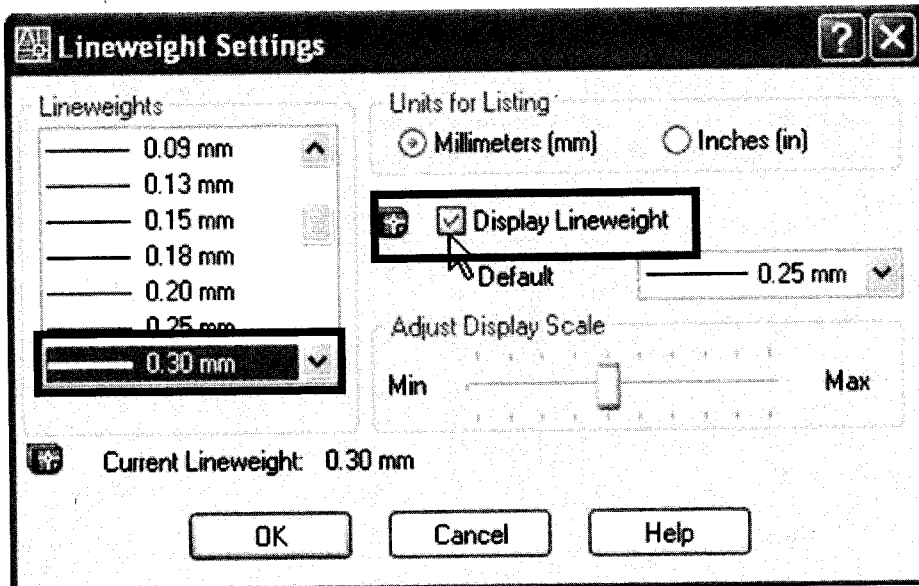 Lineweight Settings
Lineweights
0.09 mm
0.13 mm
0.15 mm
0.18 mm
0.20 mm
0.25 mm
0.30 mm
Units for Listing
Millimeters (mm) Inches (in)
Display Lineweight
Default 0.25 mm
Adjust Display Scale
Min Max
Current Lineweight: 0.30 mm
OK Cancel Help